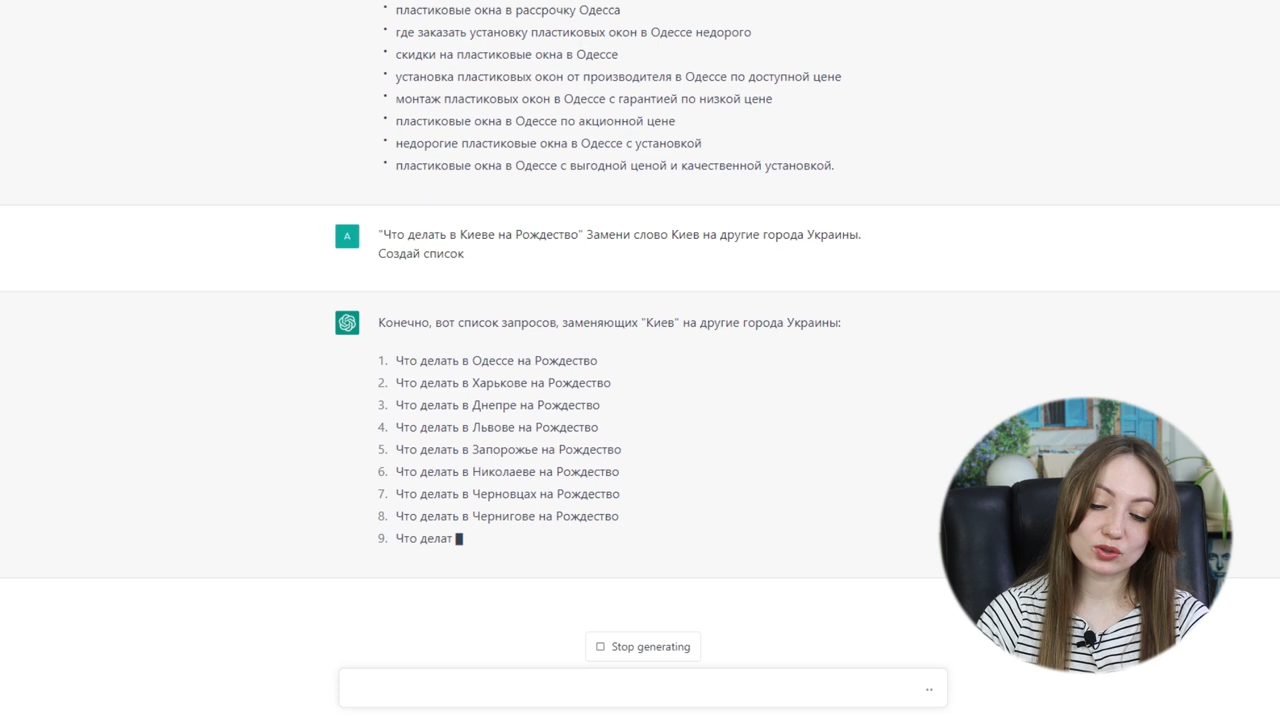 пластиковые окна в рассрочку Одесса
где заказать установку пластиковых окон в Одессе недорого
скидки на пластиковые окна в Одессе
установка пластиковых окон от производителя в Одессе по доступной цене
монтаж пластиковых окон в Одессе с гарантией по низкой цене
пластиковые окна в Одессе по акционной цене
недорогие пластиковые окна в Одессе с установкой
пластиковые окна в Одессе с выгодной ценой и качественной установкой.
A
"Что делать в Киеве на Рождество" Замени слово Киев на другие города Украины.
Создай список
Конечно, вот список запросов, заменяющих "Киев" на другие города Украины:
1. Что делать в Одессе на Рождество
2. Что делать в Харькове на Рождество
3. Что делать в Днепре на Рождество
4. Что делать в Львове на Рождество
5. Что делать в Запорожье на Рождество
6. Что делать в Николаеве на Рождество
7. Что делать в Черновцах на Рождество
8. Что делать в Чернигове на Рождество
9. Что делат
Stop generating